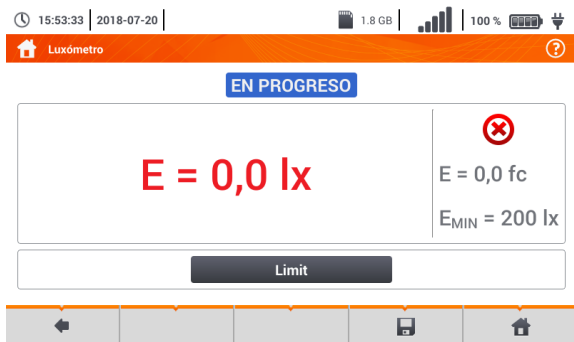 15:53:33 2018-07-20 1.8 GB 100 %
Luxómetro
EN PROGRESO
E = 0,0 lx
E = 0,0 fc
EMIN = 200 lx
Limit